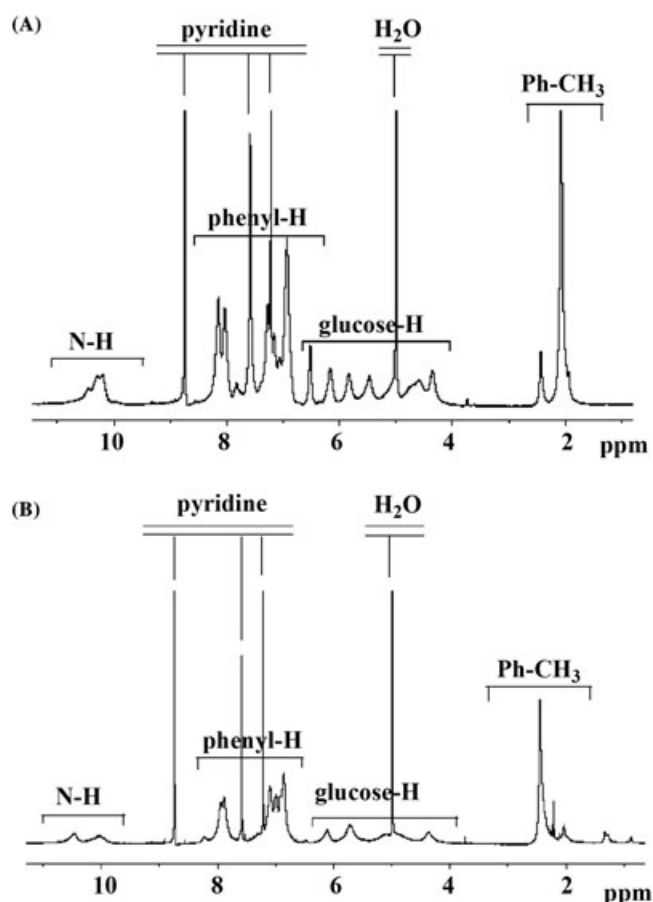 (A)
pyridine
H₂O
Ph-CH₃
phenyl-H
glucose-H
N-H
10 8 6 4 2 ppm
(B)
pyridine
H₂O
Ph-CH₃
phenyl-H
N-H
glucose-H
10 8 6 4 2 ppm